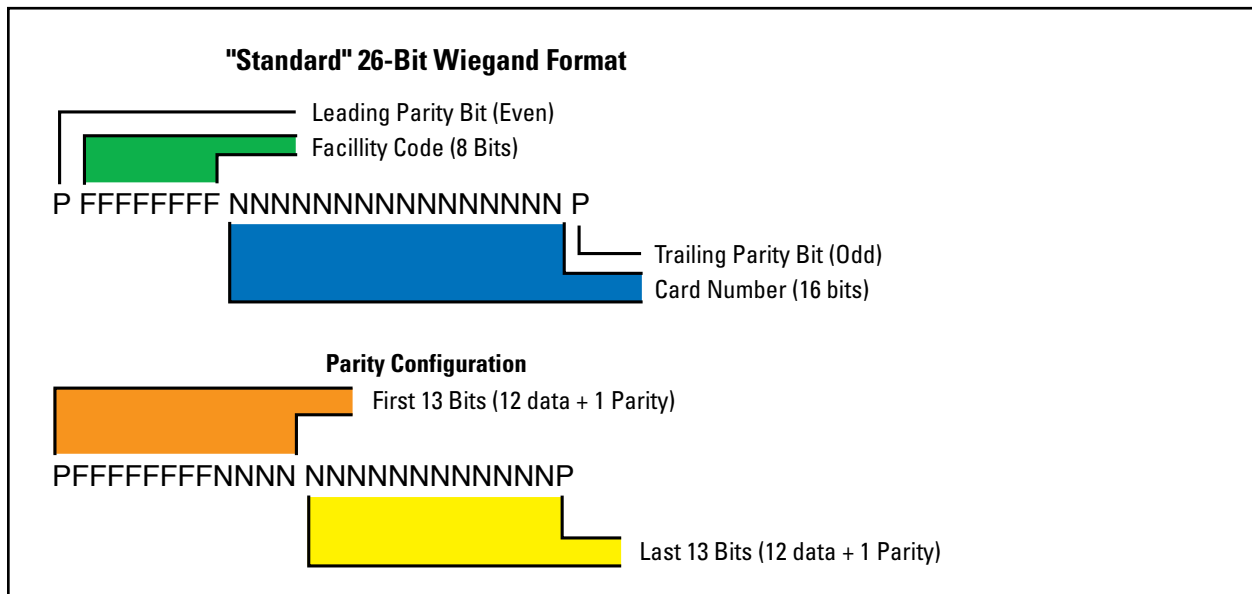 "Standard" 26-Bit Wiegand Format
Leading Parity Bit (Even)
Facillity Code (8 Bits)
P FFFFFFFF NNNNNNNNNNNNNNNN P
Trailing Parity Bit (Odd)
Card Number (16 bits)
Parity Configuration
First 13 Bits (12 data + 1 Parity)
PFFFFFFFFNNNN NNNNNNNNNNNNP
Last 13 Bits (12 data + 1 Parity)